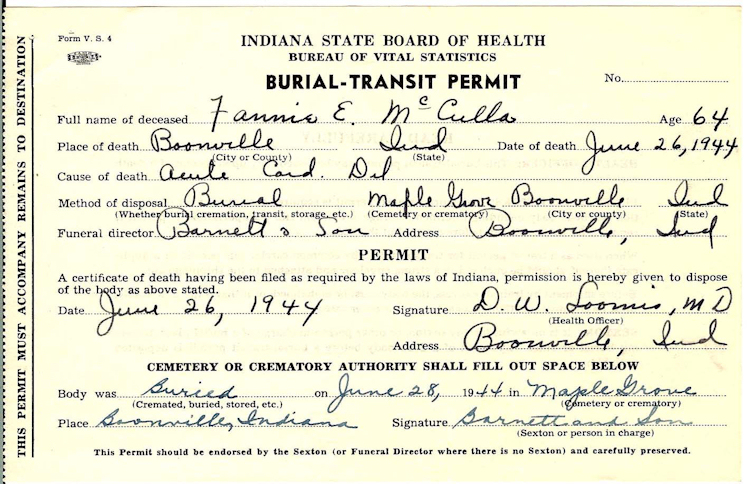 Form V. S. 4
INDIANA STATE BOARD OF HEALTH
BUREAU OF VITAL STATISTICS
BURIAL-TRANSIT PERMIT
No.
Full name of deceased Fannie E. McCulla Age 64
Place of death Boonville Ind Date of death June 26, 1944
(City or County) (State)
Cause of death Acute Card. Dil
Method of disposal Burial Maple Grove Boonville Ind
(Whether burial cremation, transit, storage, etc.) (Cemetery or crematory) (City or county) (State)
Funeral director Barnett & Son Address Boonville, Ind
PERMIT
A certificate of death having been filed as required by the laws of Indiana, permission is hereby given to dispose
of the body as above stated.
Date June 26, 1944 Signature D. W. Loomis, M D
(Health Officer)
Address Boonville, Ind
CEMETERY OR CREMATORY AUTHORITY SHALL FILL OUT SPACE BELOW
Body was Buried on June 28, 1944 in Maple Grove
(Cremated, buried, stored, etc.) (Cemetery or crematory)
Place Boonville, Indiana Signature Barnett and Son
(Sexton or person in charge)
This Permit should be endorsed by the Sexton (or Funeral Director where there is no Sexton) and carefully preserved.
THIS PERMIT MUST ACCOMPANY REMAINS TO DESTINATION